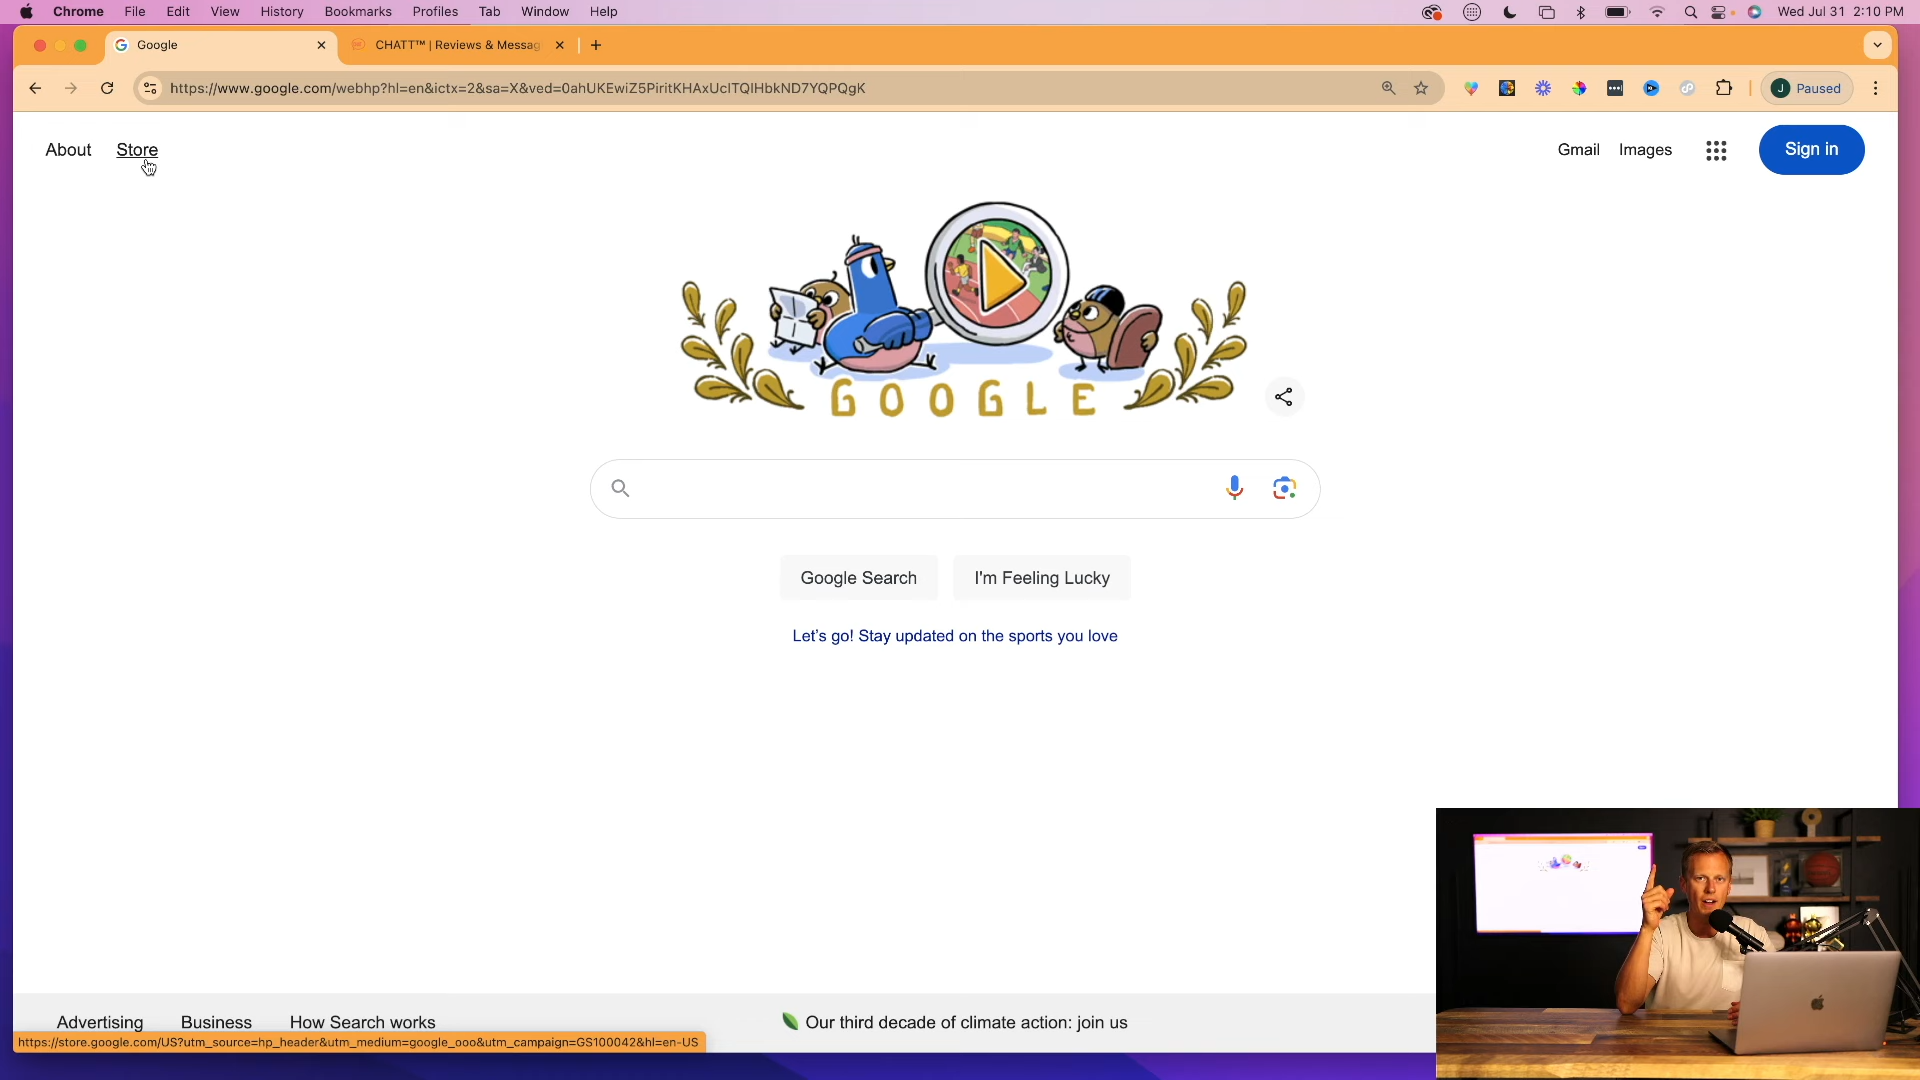 Chrome File Edit View History Bookmarks Profiles Tab Window Help Wed Jul 31 2:10 PM
Google CHATT™ | Reviews & Messag
https://www.google.com/webhp?hl=en&ictx=2&sa=X&ved=0ahUKEwiZ5PiritKHAxUcITQIHbkND7YQPQgK J Paused
About Store Gmail Images Sign in
GOOGLE
Google Search I'm Feeling Lucky
Let's go! Stay updated on the sports you love
Advertising Business How Search works Our third decade of climate action: join us
https://store.google.com/US?utm_source=hp_header&utm_medium=google_ooo&utm_campaign=GS100042&hl=en-US